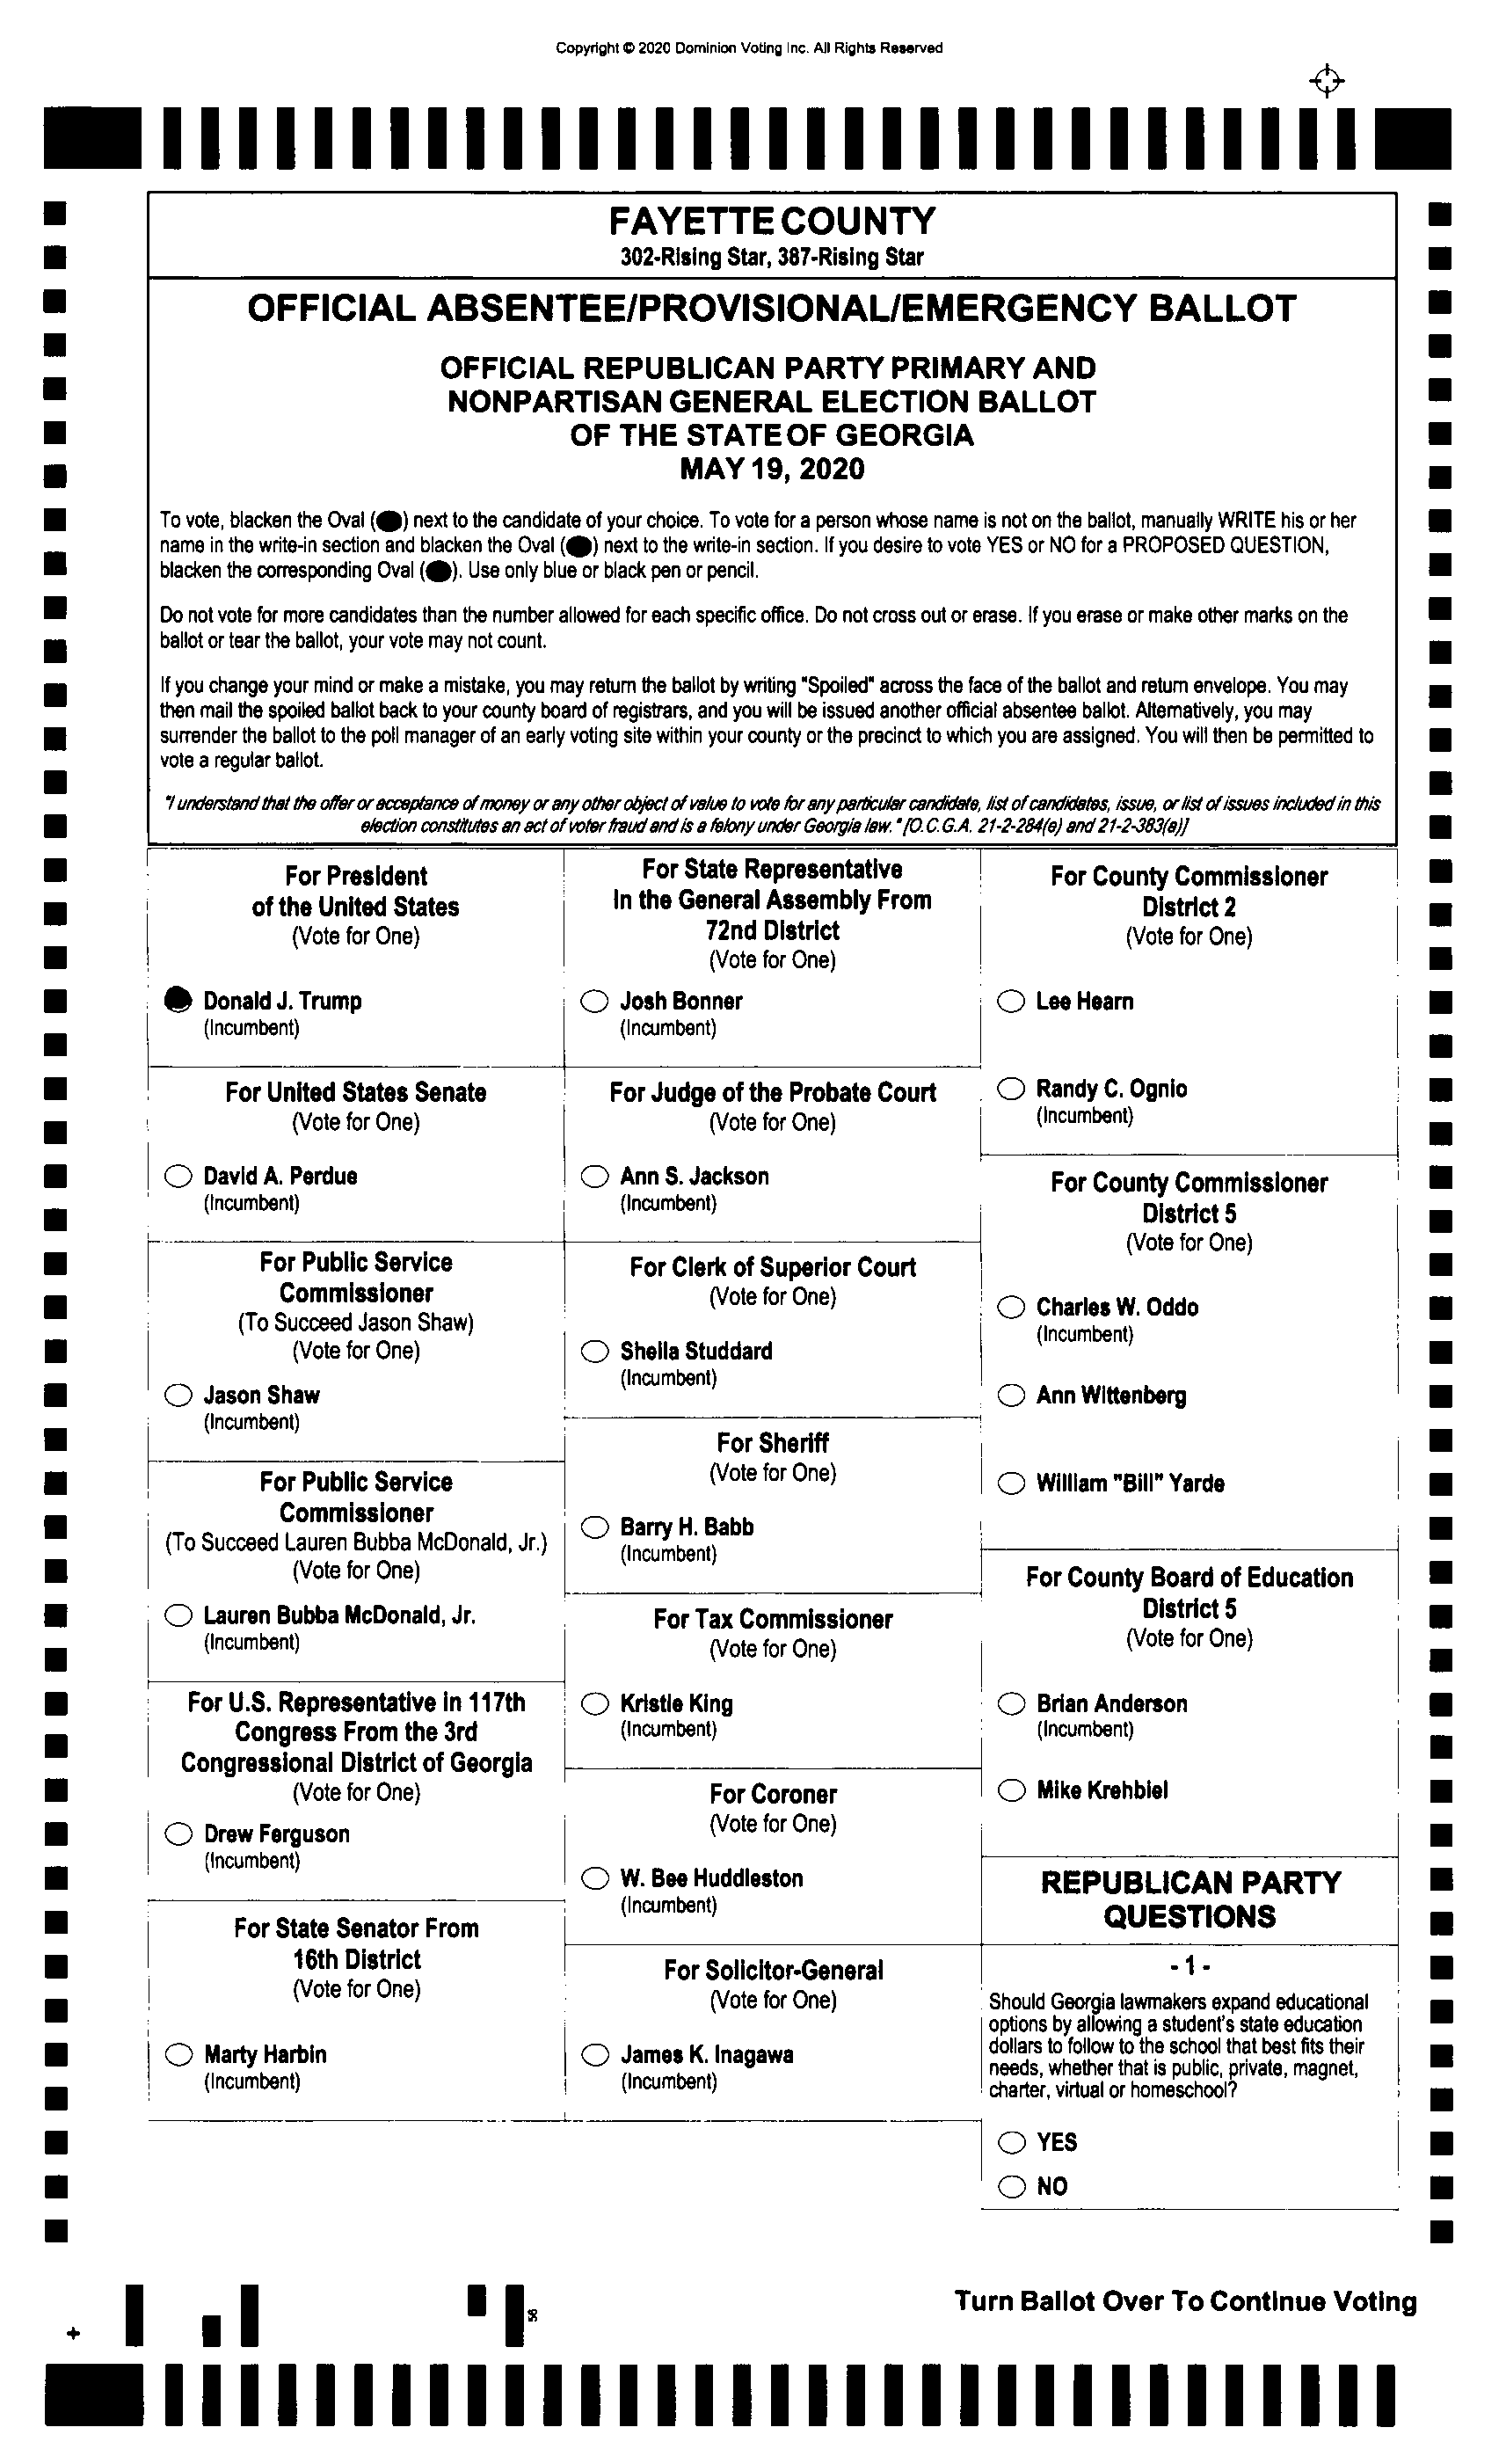 Copyright © 2020 Dominion Voting Inc. All Rights Reserved
FAYETTE COUNTY
302-Rising Star, 387-Rising Star
OFFICIAL ABSENTEE/PROVISIONAL/EMERGENCY BALLOT
OFFICIAL REPUBLICAN PARTY PRIMARY AND
NONPARTISAN GENERAL ELECTION BALLOT
OF THE STATE OF GEORGIA
MAY 19, 2020
To vote, blacken the Oval (●) next to the candidate of your choice. To vote for a person whose name is not on the ballot, manually WRITE his or her
name in the write-in section and blacken the Oval (●) next to the write-in section. If you desire to vote YES or NO for a PROPOSED QUESTION,
blacken the corresponding Oval (●). Use only blue or black pen or pencil.
Do not vote for more candidates than the number allowed for each specific office. Do not cross out or erase. If you erase or make other marks on the
ballot or tear the ballot, your vote may not count.
If you change your mind or make a mistake, you may return the ballot by writing "Spoiled" across the face of the ballot and return envelope. You may
then mail the spoiled ballot back to your county board of registrars, and you will be issued another official absentee ballot. Alternatively, you may
surrender the ballot to the poll manager of an early voting site within your county or the precinct to which you are assigned. You will then be permitted to
vote a regular ballot.
"I understand that the offer or acceptance of money or any other object of value to vote for any particular candidate, list of candidates, issue, or list of issues included in this
election constitutes an act of voter fraud and is a felony under Georgia law." [O.C.G.A. 21-2-284(e) and 21-2-383(a)]
For President
of the United States
(Vote for One)
Donald J. Trump
(Incumbent)
For United States Senate
(Vote for One)
David A. Perdue
(Incumbent)
For Public Service
Commissioner
(To Succeed Jason Shaw)
(Vote for One)
Jason Shaw
(Incumbent)
For Public Service
Commissioner
(To Succeed Lauren Bubba McDonald, Jr.)
(Vote for One)
Lauren Bubba McDonald, Jr.
(Incumbent)
For U.S. Representative in 117th
Congress From the 3rd
Congressional District of Georgia
(Vote for One)
Drew Ferguson
(Incumbent)
For State Senator From
16th District
(Vote for One)
Marty Harbin
(Incumbent)
For State Representative
In the General Assembly From
72nd District
(Vote for One)
Josh Bonner
(Incumbent)
For Judge of the Probate Court
(Vote for One)
Ann S. Jackson
(Incumbent)
For Clerk of Superior Court
(Vote for One)
Sheila Studdard
(Incumbent)
For Sheriff
(Vote for One)
Barry H. Babb
(Incumbent)
For Tax Commissioner
(Vote for One)
Kristie King
(Incumbent)
For Coroner
(Vote for One)
W. Bee Huddleston
(Incumbent)
For Solicitor-General
(Vote for One)
James K. Inagawa
(Incumbent)
For County Commissioner
District 2
(Vote for One)
Lee Hearn
Randy C. Ognio
(Incumbent)
For County Commissioner
District 5
(Vote for One)
Charles W. Oddo
(Incumbent)
Ann Wittenberg
William "Bill" Yarde
For County Board of Education
District 5
(Vote for One)
Brian Anderson
(Incumbent)
Mike Krehbiel
REPUBLICAN PARTY
QUESTIONS
- 1 -
Should Georgia lawmakers expand educational
options by allowing a student's state education
dollars to follow to the school that best fits their
needs, whether that is public, private, magnet,
charter, virtual or homeschool?
YES
NO
Turn Ballot Over To Continue Voting